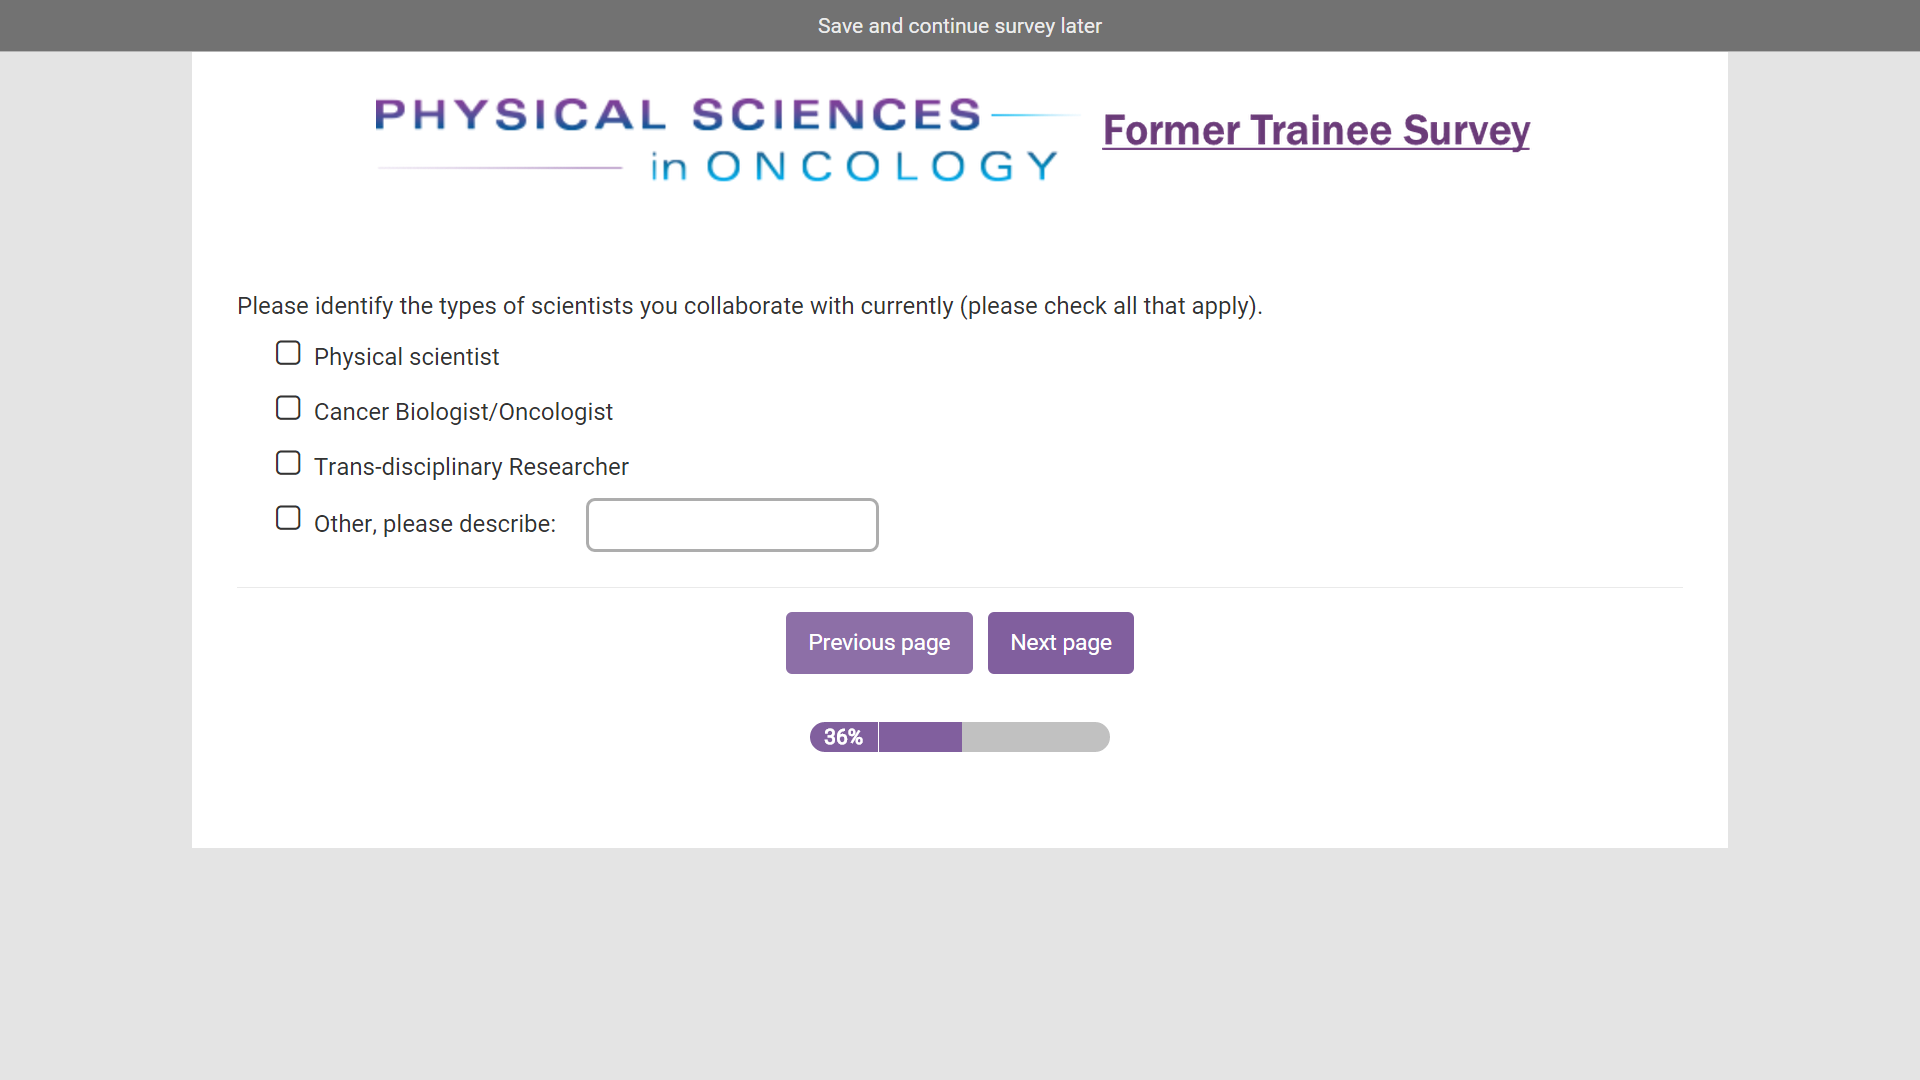 Save and continue survey later
PHYSICAL SCIENCES
in ONCOLOGY
Former Trainee Survey
Please identify the types of scientists you collaborate with currently (please check all that apply).
Physical scientist
Cancer Biologist/Oncologist
Trans-disciplinary Researcher
Other, please describe:
Previous page
Next page
36%